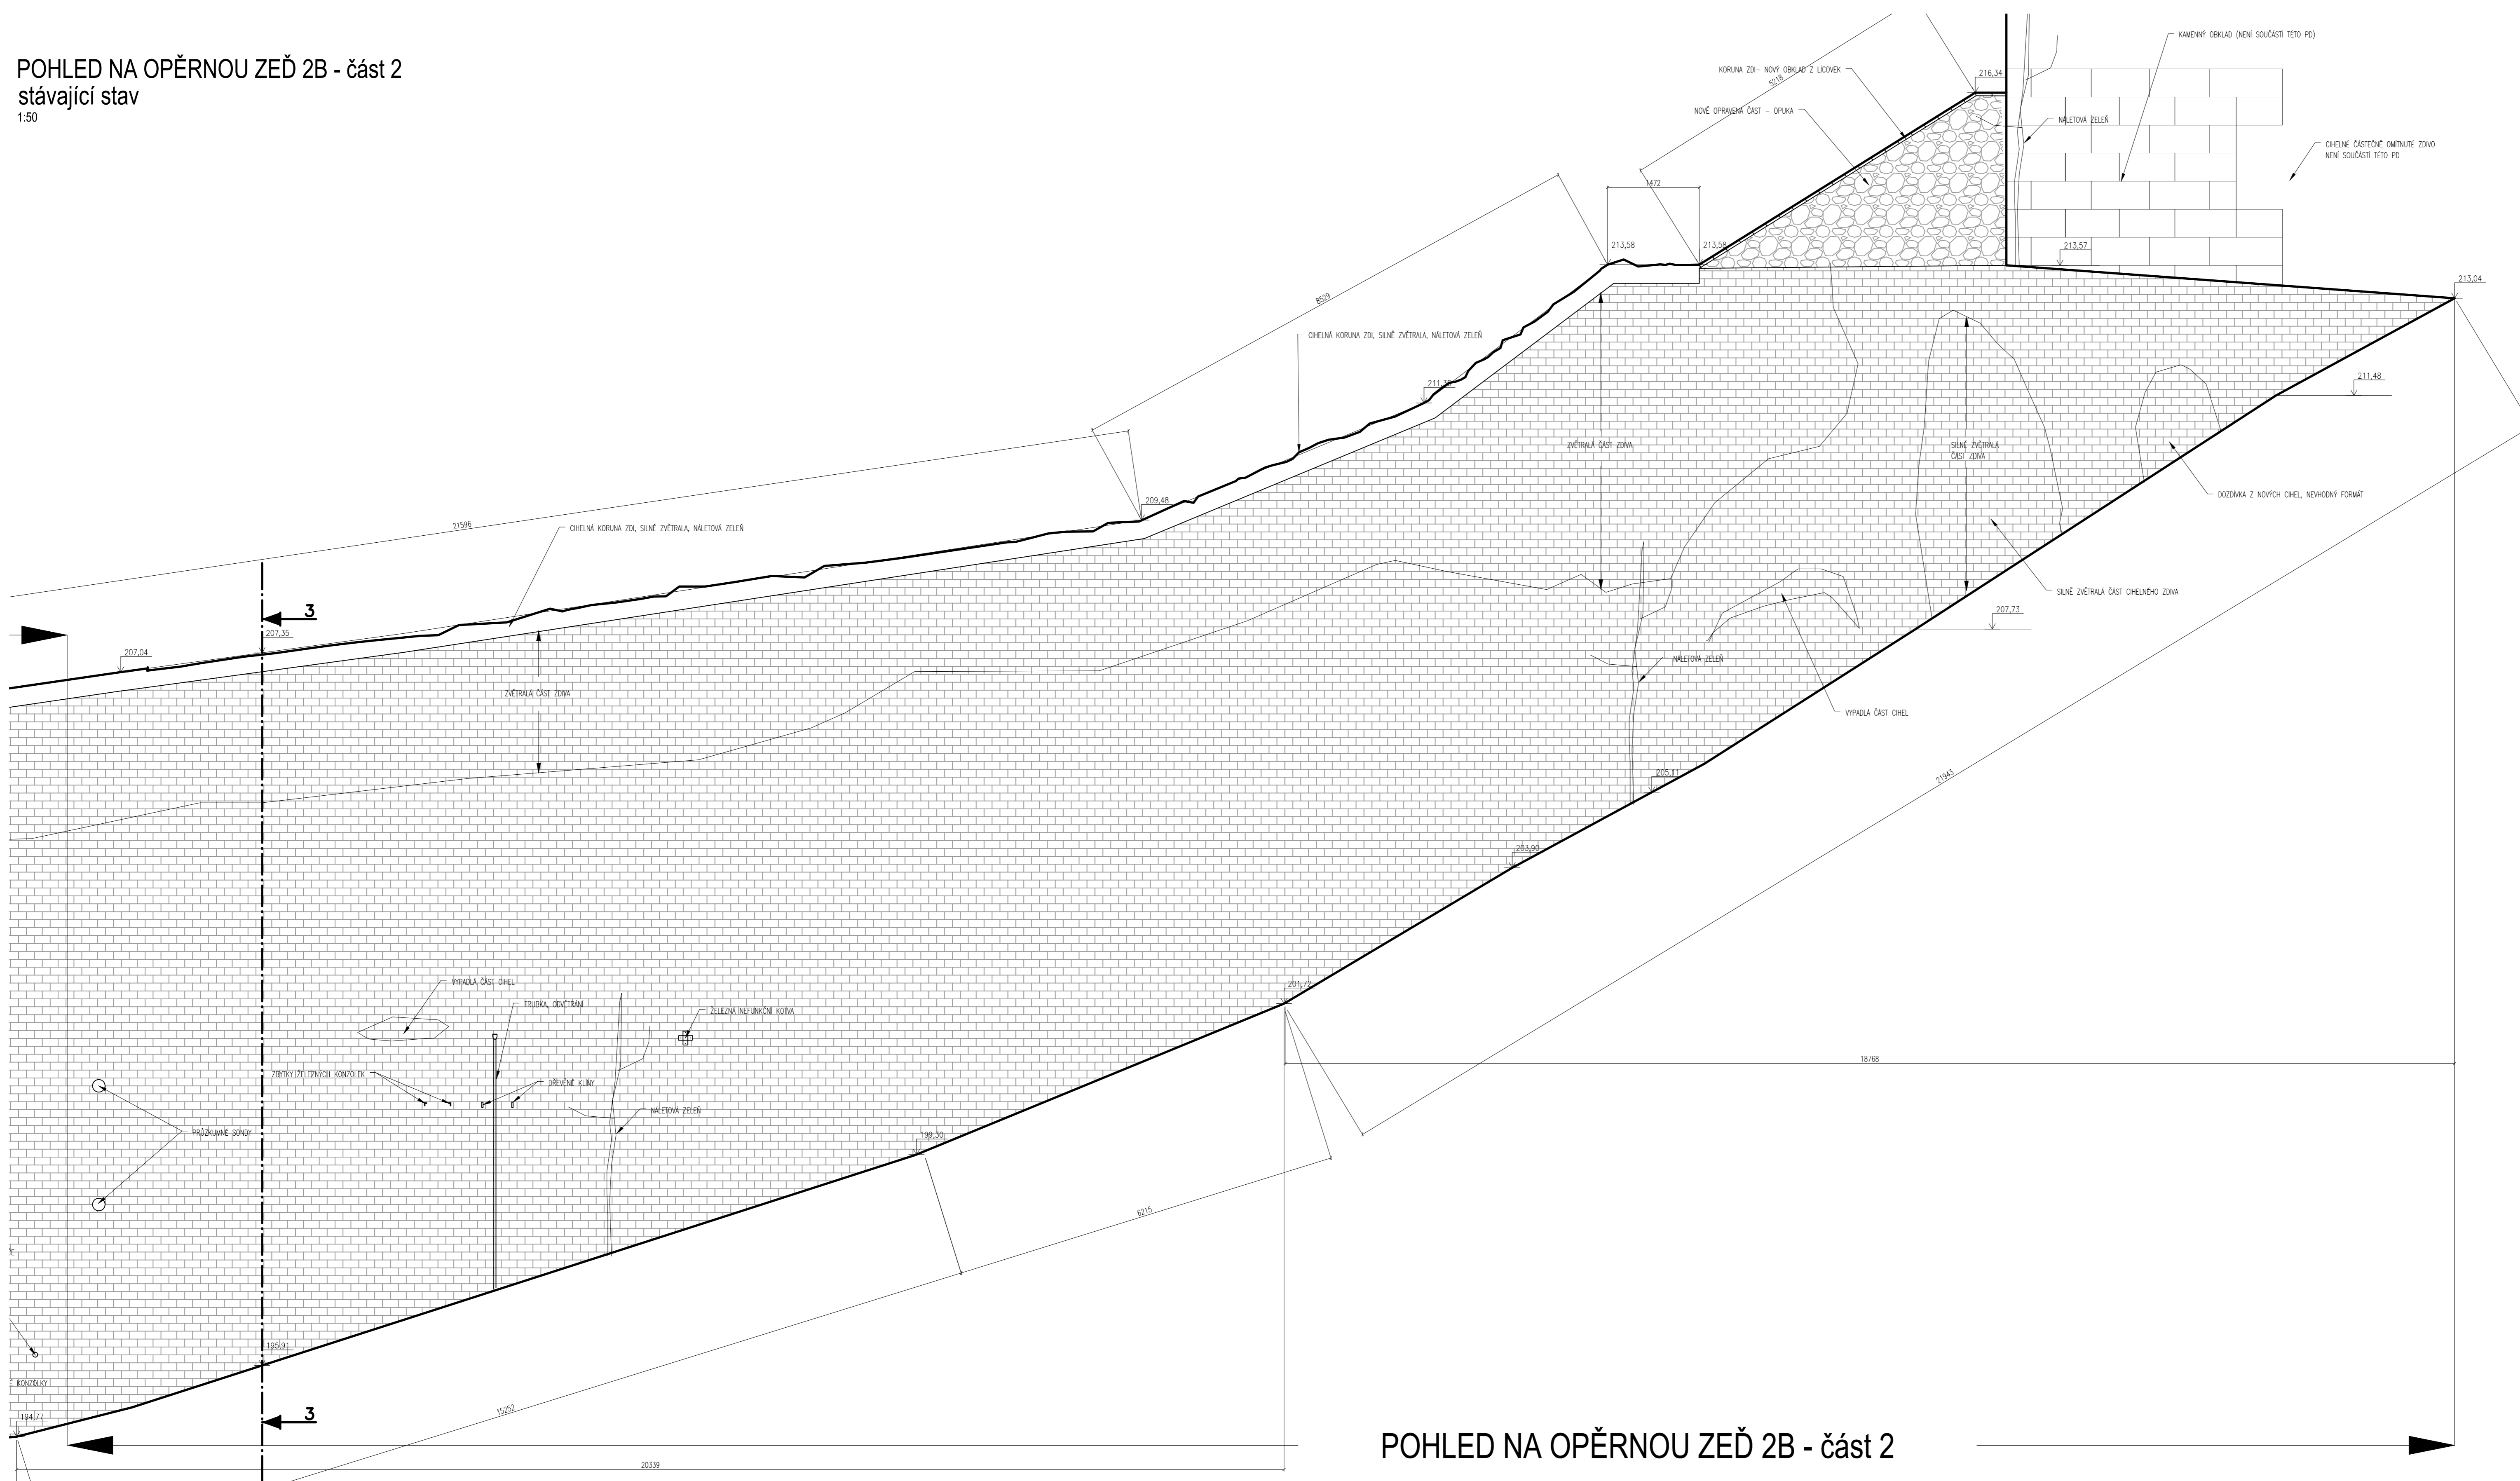 POHLED NA OPĚRNOU ZEĎ 2B - část 2
stávající stav
1:50
KAMENNÝ OBKLAD (NENÍ SOUČÁSTÍ TÉTO PD)
KORUNA ZDI- NOVÝ OBKLAD Z LÍCOVEK
5218
216,34
NOVĚ OPRAVENÁ ČÁST - OPUKA
NÁLETOVÁ ZELEŇ
CIHELNÉ ČÁSTEČNĚ OMÍTNUTÉ ZDIVO
NENÍ SOUČÁSTÍ TÉTO PD
1472
213,58
213,58
213,57
213,04
8529
CIHELNÁ KORUNA ZDI, SILNĚ ZVĚTRALA, NÁLETOVÁ ZELEŇ
211,48
ZVĚTRALÁ ČÁST ZDIVA
SILNĚ ZVĚTRALÁ
ČÁST ZDIVA
DOZDÍVKA Z NOVÝCH CIHEL, NEVHODNÝ FORMÁT
209,48
21596
CIHELNÁ KORUNA ZDI, SILNĚ ZVĚTRALA, NÁLETOVÁ ZELEŇ
SILNĚ ZVĚTRALÁ ČÁST CIHELNÉHO ZDIVA
3
207,73
207,35
207,04
NÁLETOVÁ ZELEŇ
ZVĚTRALÁ ČÁST ZDIVA
VYPADLÁ ČÁST CIHEL
205,11
21943
203,90
VYPADLÁ ČÁST CIHEL
201,72
TRUBKA, ODVĚTRÁNÍ
ŽELEZNÁ NEFUNKČNÍ KOTVA
18768
ZBYTKY ŽELEZNÝCH KONZOLEK
DŘEVĚNÉ KLÍNY
NÁLETOVÁ ZELEŇ
PRŮZKUMNÉ SONDY
199,30
6215
195,91
KONZOLKY
15252
3
194,77
POHLED NA OPĚRNOU ZEĎ 2B - část 2
20339